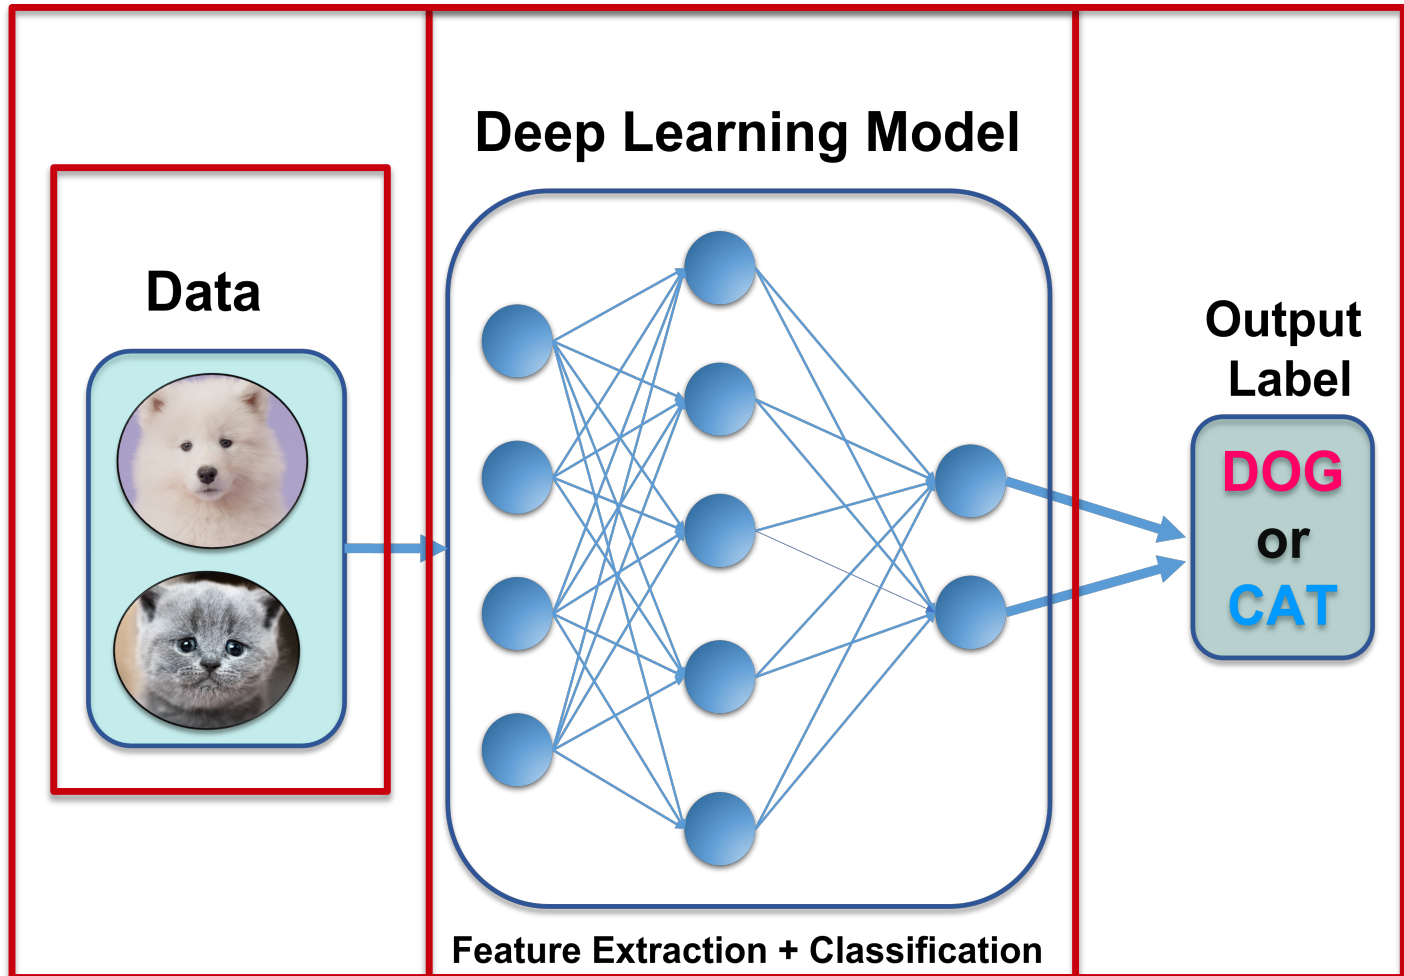 Deep Learning Model
Data
Output
Label
DOG
or
CAT
Feature Extraction + Classification